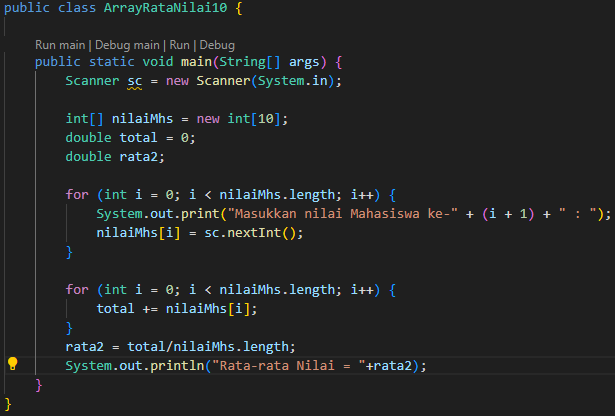 public class ArrayRataNilai10 {
Run main | Debug main | Run | Debug
public static void main(String[] args) {
Scanner sc = new Scanner(System.in);
int[] nilaiMhs = new int[10];
double total = 0;
double rata2;
for (int i = 0; i < nilaiMhs.length; i++) {
System.out.print("Masukkan nilai Mahasiswa ke-" + (i + 1) + " : ");
nilaiMhs[i] = sc.nextInt();
}
for (int i = 0; i < nilaiMhs.length; i++) {
total += nilaiMhs[i];
}
rata2 = total/nilaiMhs.length;
System.out.println("Rata-rata Nilai = "+rata2);
}
}